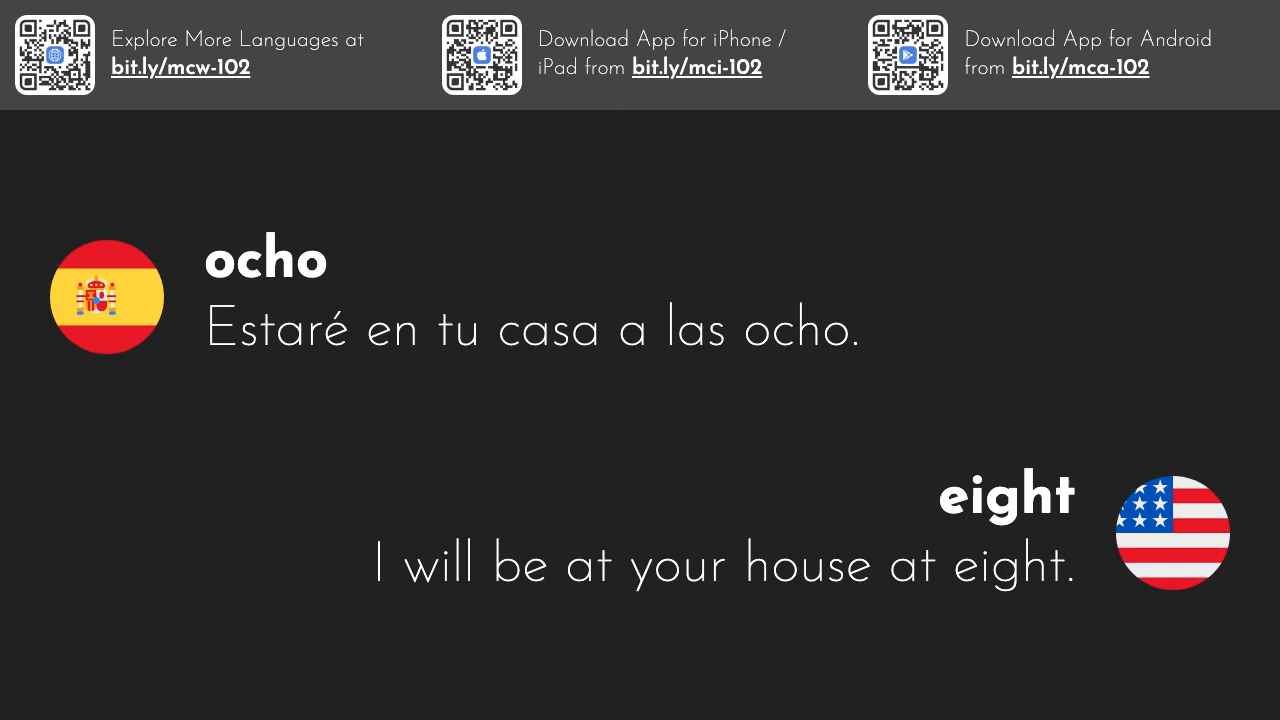 Explore More Languages at
bit.ly/mcw-102
Download App for iPhone /
iPad from bit.ly/mci-102
Download App for Android
from bit.ly/mca-102
ocho
Estaré en tu casa a las ocho.
eight
I will be at your house at eight.